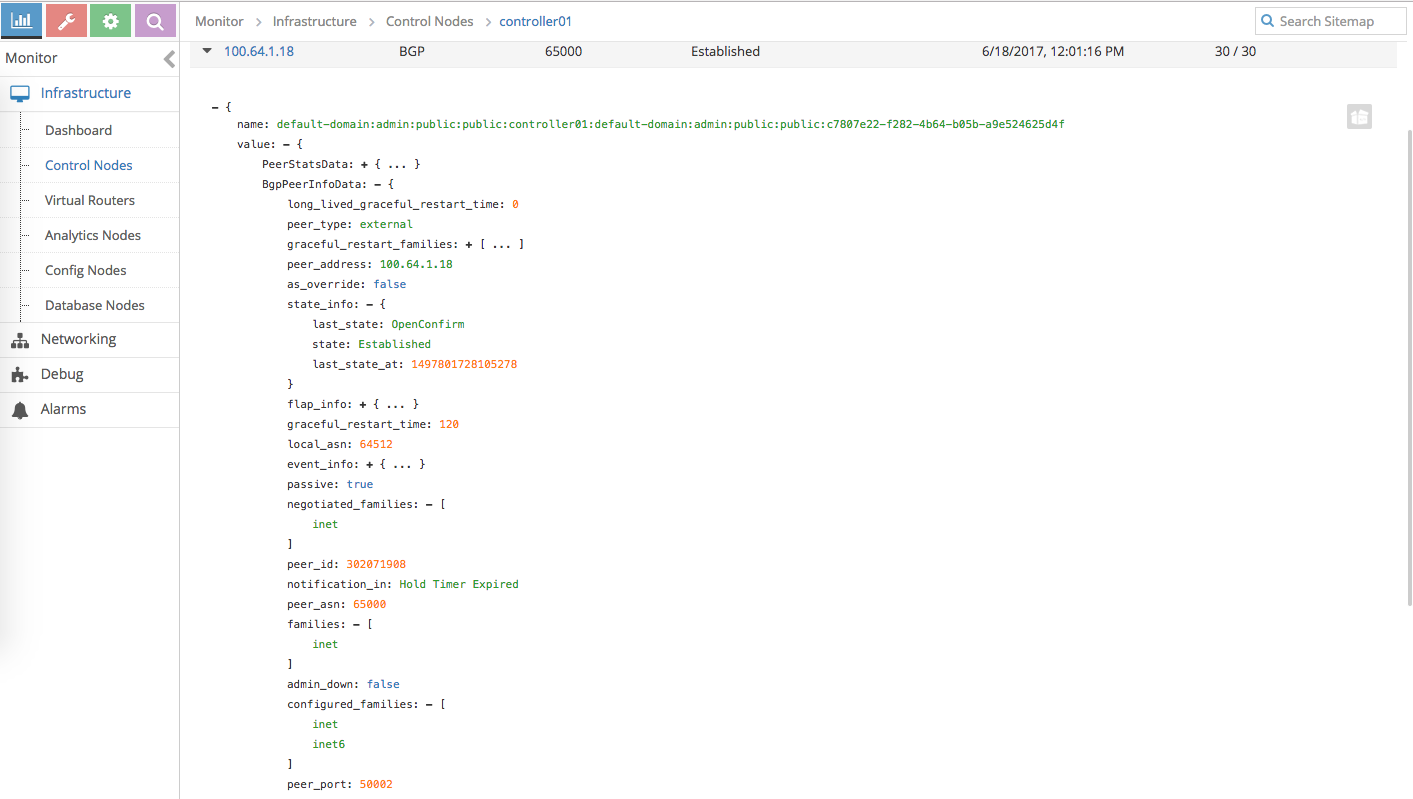 Monitor > Infrastructure > Control Nodes > controller01
Search Sitemap
Monitor
Infrastructure
Dashboard
Control Nodes
Virtual Routers
Analytics Nodes
Config Nodes
Database Nodes
Networking
Debug
Alarms
100.64.1.18 BGP 65000 Established 6/18/2017, 12:01:16 PM 30 / 30
− {
name: default-domain:admin:public:public:controller01:default-domain:admin:public:public:c7807e22-f282-4b64-b05b-a9e524625d4f
value: − {
PeerStatsData: + { ... }
BgpPeerInfoData: − {
long_lived_graceful_restart_time: 0
peer_type: external
graceful_restart_families: + [ ... ]
peer_address: 100.64.1.18
as_override: false
state_info: − {
last_state: OpenConfirm
state: Established
last_state_at: 1497801728105278
}
flap_info: + { ... }
graceful_restart_time: 120
local_asn: 64512
event_info: + { ... }
passive: true
negotiated_families: − [
inet
]
peer_id: 302071908
notification_in: Hold Timer Expired
peer_asn: 65000
families: − [
inet
]
admin_down: false
configured_families: − [
inet
inet6
]
peer_port: 50002